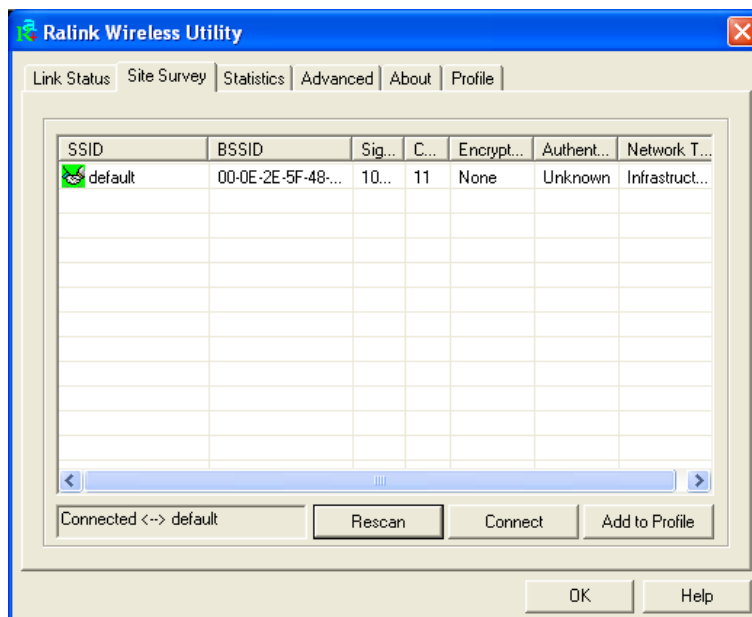 Ralink Wireless Utility
Link Status Site Survey Statistics Advanced About Profile
SSID BSSID Sig... C... Encrypt... Authent... Network T...
default 00-0E-2E-5F-48-... 10... 11 None Unknown Infrastruct...
Connected <--> default Rescan Connect Add to Profile
OK Help